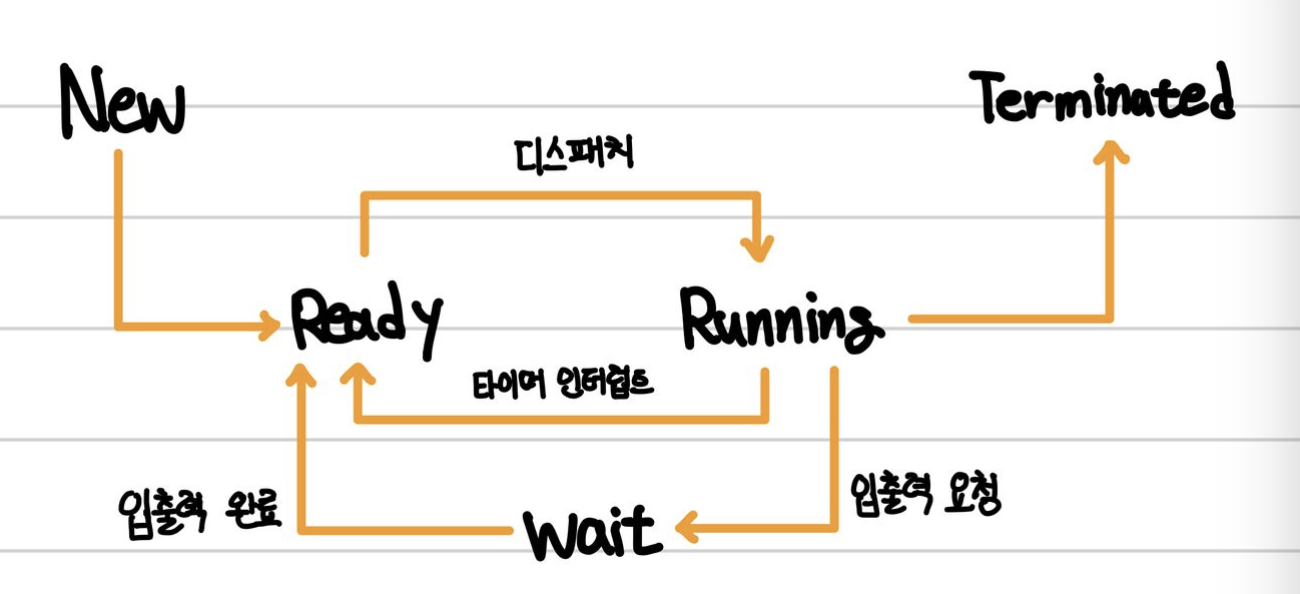 New
Terminated
디스패치
Ready
Running
타이머 인터럽트
입출력 완료
입출력 요청
wait